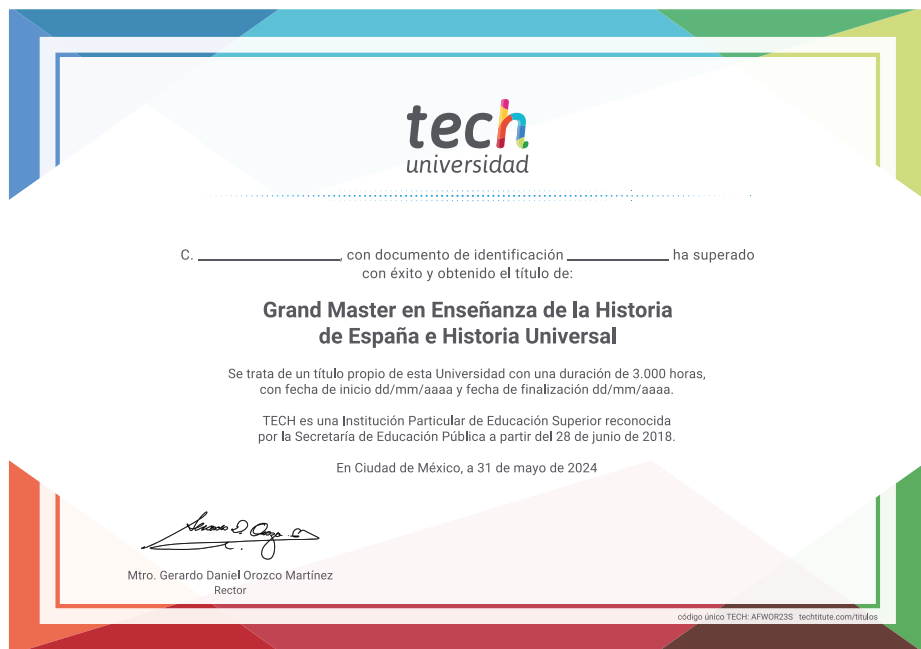 tech
universidad
C. ____________, con documento de identificación _________ ha superado
con éxito y obtenido el título de:
Grand Master en Enseñanza de la Historia
de España e Historia Universal
Se trata de un título propio de esta Universidad con una duración de 3.000 horas,
con fecha de inicio dd/mm/aaaa y fecha de finalización dd/mm/aaaa.
TECH es una Institución Particular de Educación Superior reconocida
por la Secretaría de Educación Pública a partir del 28 de junio de 2018.
En Ciudad de México, a 31 de mayo de 2024
Mtro. Gerardo Daniel Orozco Martínez
Rector
código único TECH: AFWOR23S techtitute.com/titulos